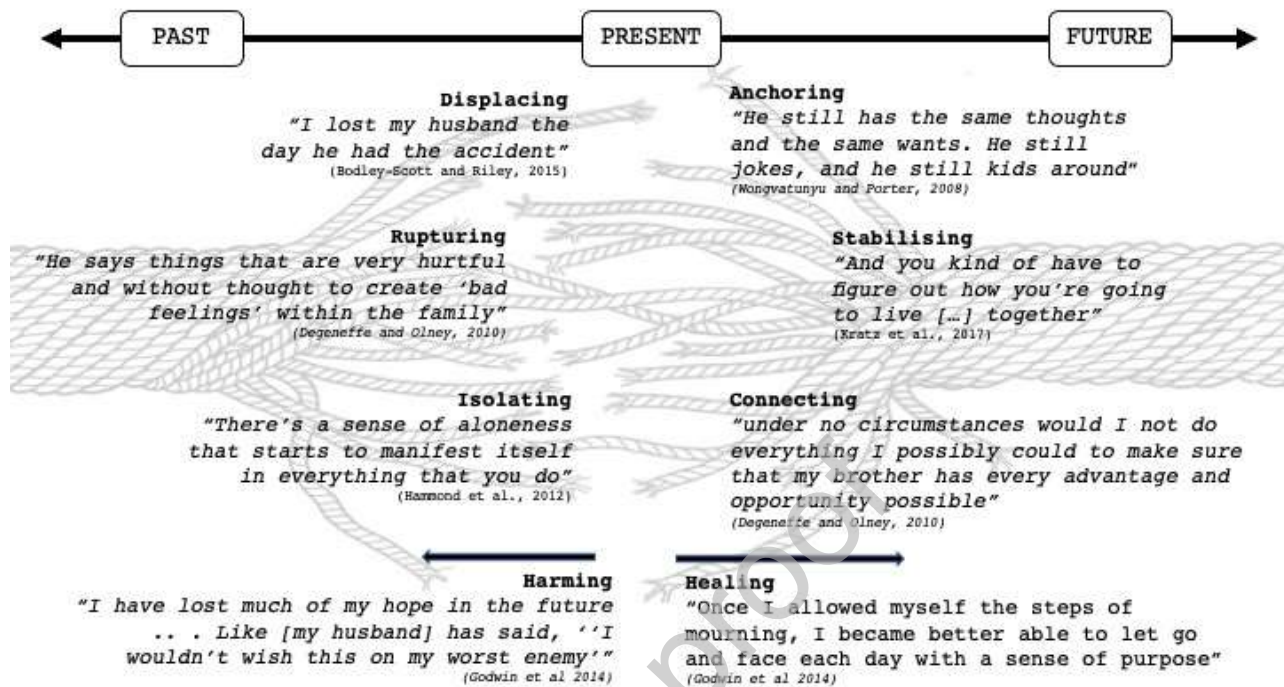 PAST
PRESENT
FUTURE
Displacing
"I lost my husband the
day he had the accident"
(Bodley-Scott and Riley, 2015)
Anchoring
"He still has the same thoughts
and the same wants. He still
jokes, and he still kids around"
(Wongvatunyu and Porter, 2008)
Rupturing
"He says things that are very hurtful
and without thought to create 'bad
feelings' within the family"
(Degeneffe and Olney, 2010)
Stabilising
"And you kind of have to
figure out how you're going
to live […] together"
(Kratz et al., 2017)
Isolating
"There's a sense of aloneness
that starts to manifest itself
in everything that you do"
(Hammond et al., 2012)
Connecting
"under no circumstances would I not do
everything I possibly could to make sure
that my brother has every advantage and
opportunity possible"
(Degeneffe and Olney, 2010)
Harming
"I have lost much of my hope in the future
.. . Like [my husband] has said, ''I
wouldn't wish this on my worst enemy'"
(Godwin et al 2014)
Healing
"Once I allowed myself the steps of
mourning, I became better able to let go
and face each day with a sense of purpose"
(Godwin et al 2014)
proof